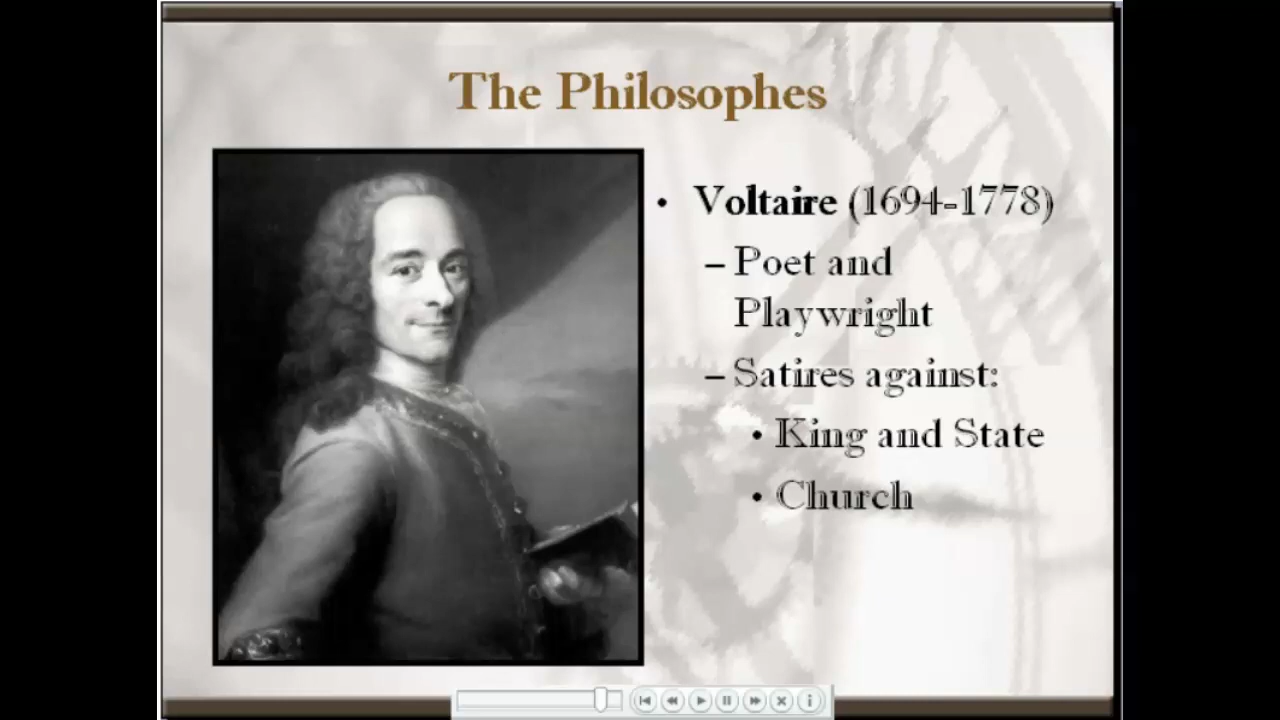 The Philosophes
• Voltaire (1694-1778)
– Poet and
Playwright
– Satires against:
• King and State
• Church